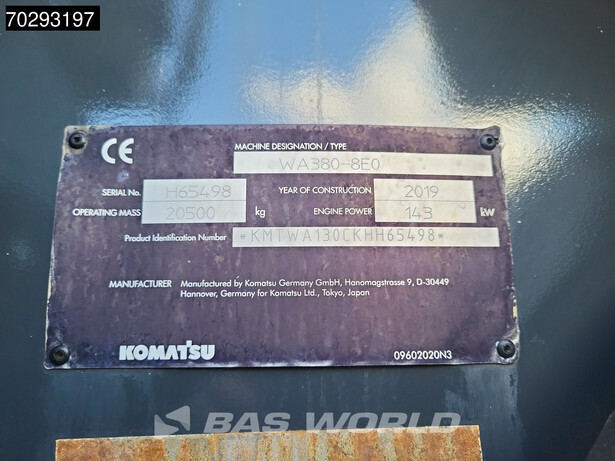 70293197
CE
MACHINE DESIGNATION / TYPE
WA380-8E0
SERIAL No. H65498 YEAR OF CONSTRUCTION 2019
OPERATING MASS 20500 kg ENGINE POWER 143 kW
Product Identification Number *KMTWA130CKHH65498*
MANUFACTURER Manufactured by Komatsu Germany GmbH, Hanomagstrasse 9, D-30449
Hannover, Germany for Komatsu Ltd., Tokyo, Japan
KOMATSU 09602020N3
BAS WORLD